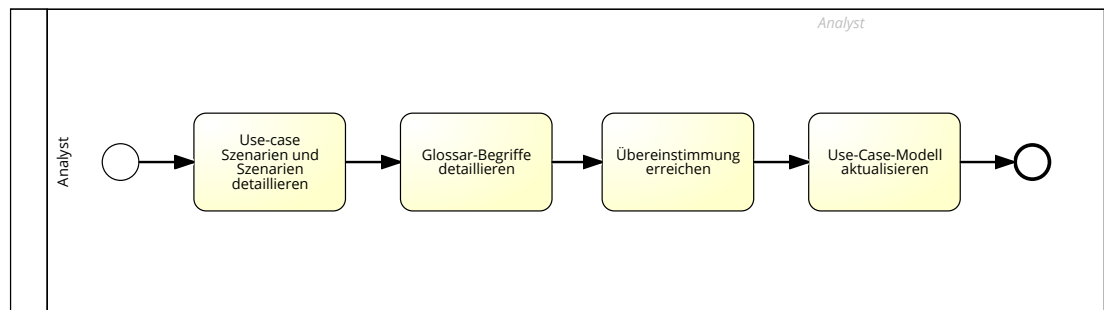 Analyst
Analyst
Use-case
Szenarien und
Szenarien
detaillieren
Glossar-Begriffe
detaillieren
Übereinstimmung
erreichen
Use-Case-Modell
aktualisieren